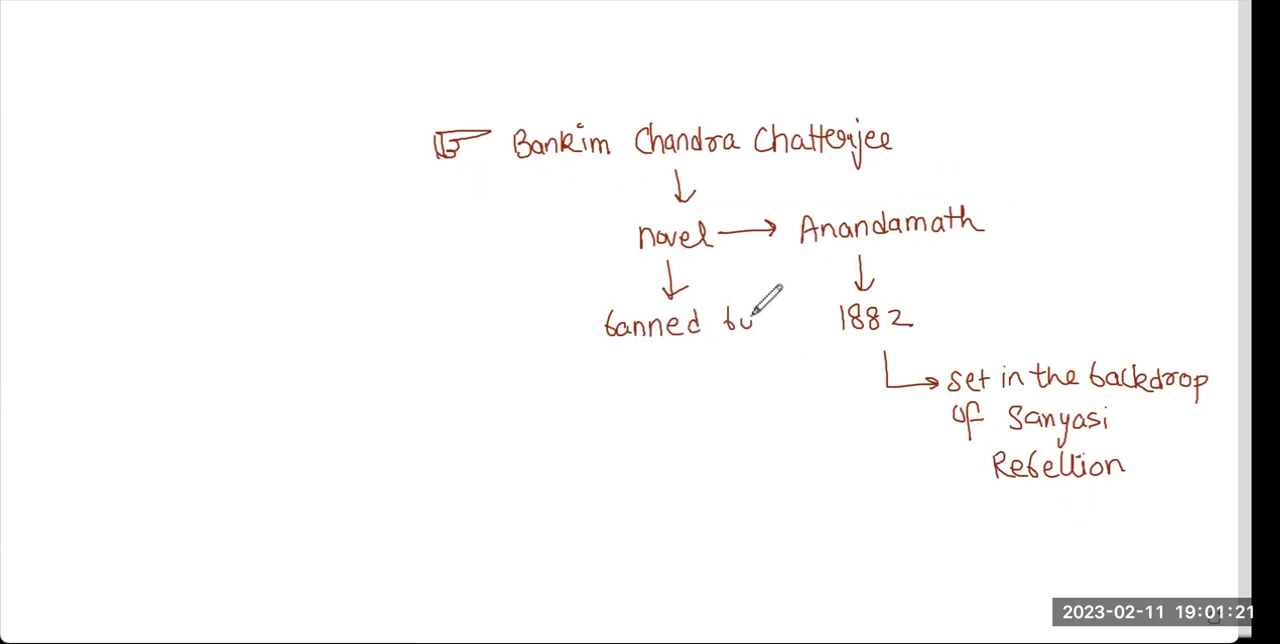 Bankim Chandra Chatterjee
novel → Anandamath
banned bu
1882
set in the backdrop
of Sanyasi
Rebellion
2023-02-11 19:01:21